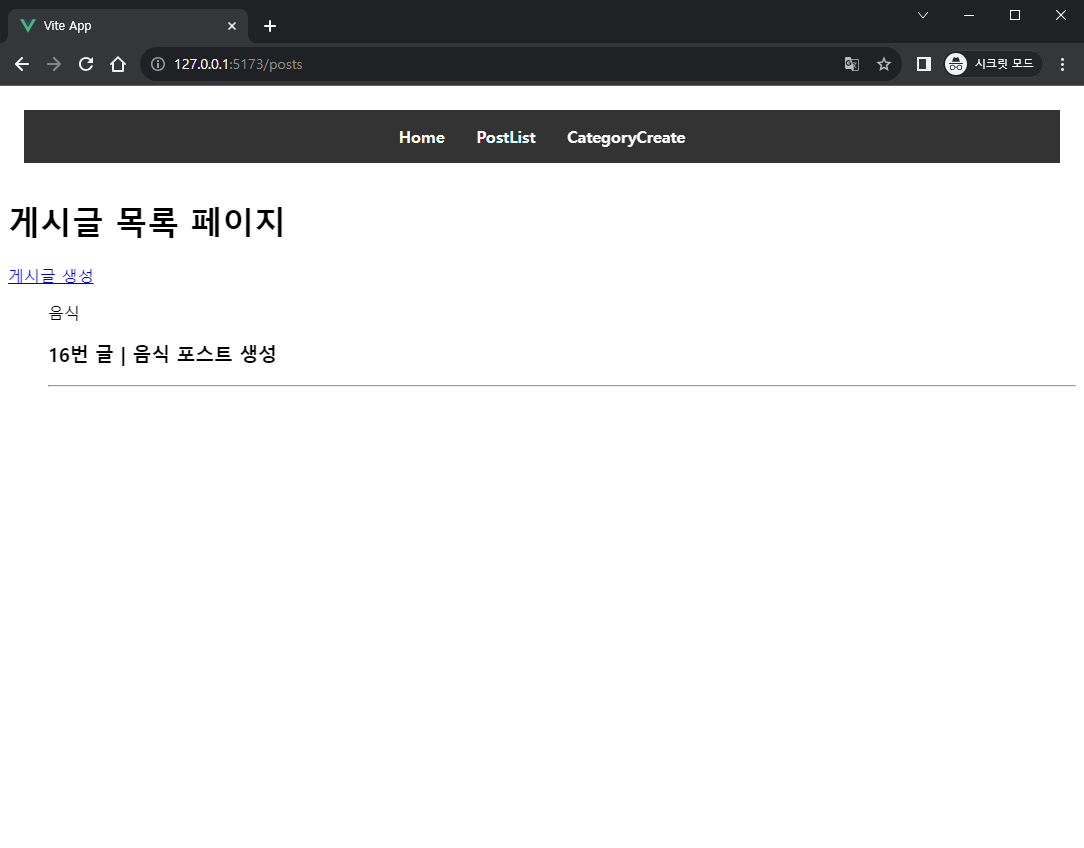 Vite App
127.0.0.1:5173/posts
시크릿 모드
Home PostList CategoryCreate
게시글 목록 페이지
게시글 생성
음식
16번 글 | 음식 포스트 생성